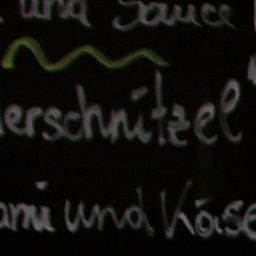 und Sauce
erschnitzel"
ami und Käse